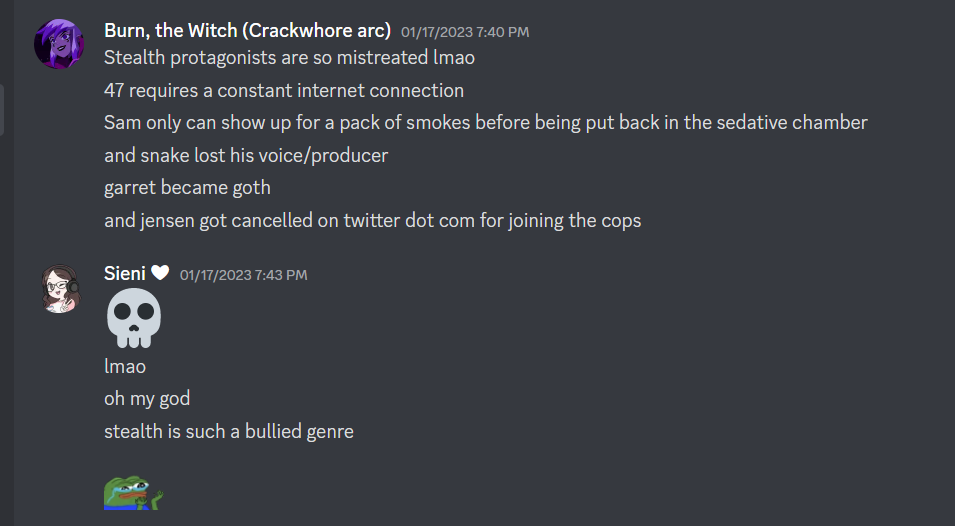 Burn, the Witch (Crackwhore arc) 01/17/2023 7:40 PM
Stealth protagonists are so mistreated lmao
47 requires a constant internet connection
Sam only can show up for a pack of smokes before being put back in the sedative chamber
and snake lost his voice/producer
garret became goth
and jensen got cancelled on twitter dot com for joining the cops
Sieni 🤍 01/17/2023 7:43 PM
💀
lmao
oh my god
stealth is such a bullied genre